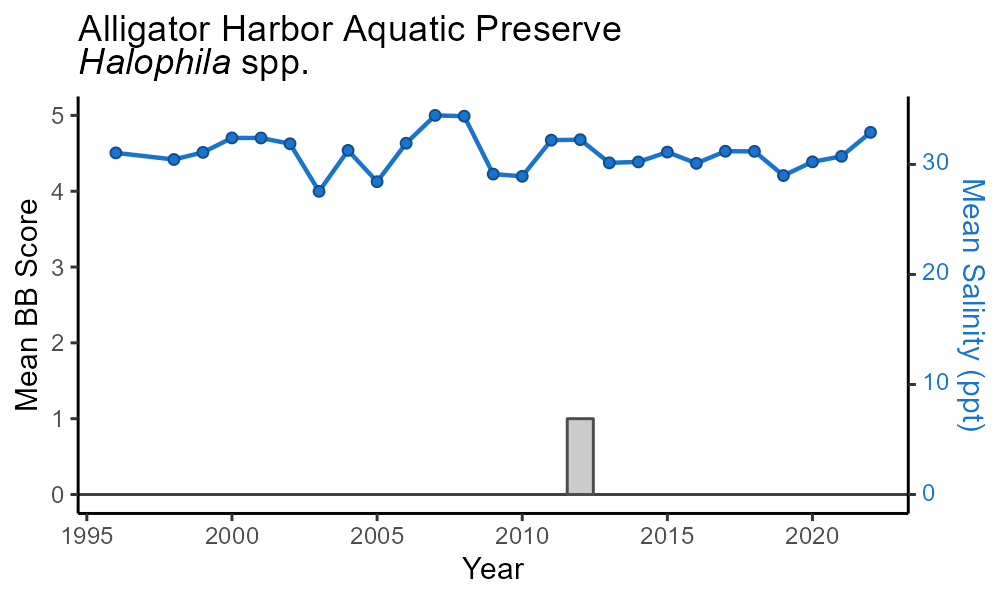 Alligator Harbor Aquatic Preserve
Halophila spp.
5
4
3
2
1
0
Mean BB Score
30
20
10
0
Mean Salinity (ppt)
1995 2000 2005 2010 2015 2020
Year